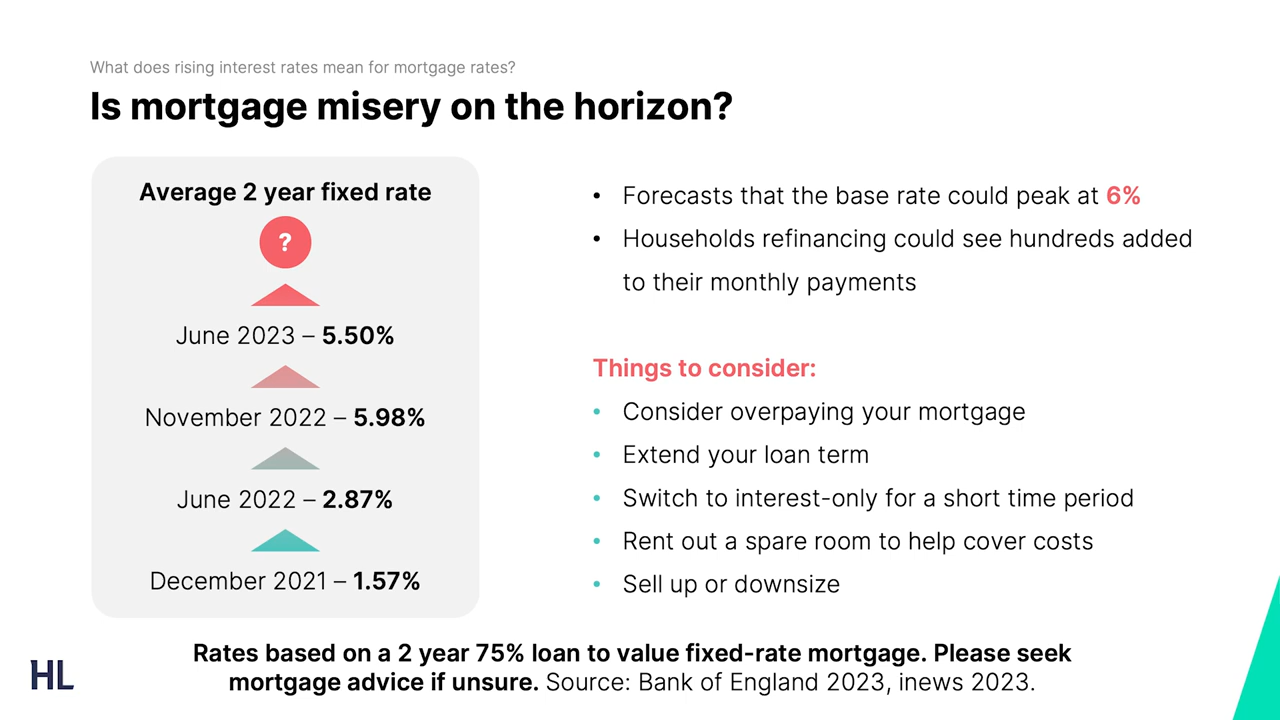 What does rising interest rates mean for mortgage rates?
Is mortgage misery on the horizon?
Average 2 year fixed rate
?
June 2023 – 5.50%
November 2022 – 5.98%
June 2022 – 2.87%
December 2021 – 1.57%
• Forecasts that the base rate could peak at 6%
• Households refinancing could see hundreds added
to their monthly payments
Things to consider:
• Consider overpaying your mortgage
• Extend your loan term
• Switch to interest-only for a short time period
• Rent out a spare room to help cover costs
• Sell up or downsize
Rates based on a 2 year 75% loan to value fixed-rate mortgage. Please seek
mortgage advice if unsure. Source: Bank of England 2023, inews 2023.
HL